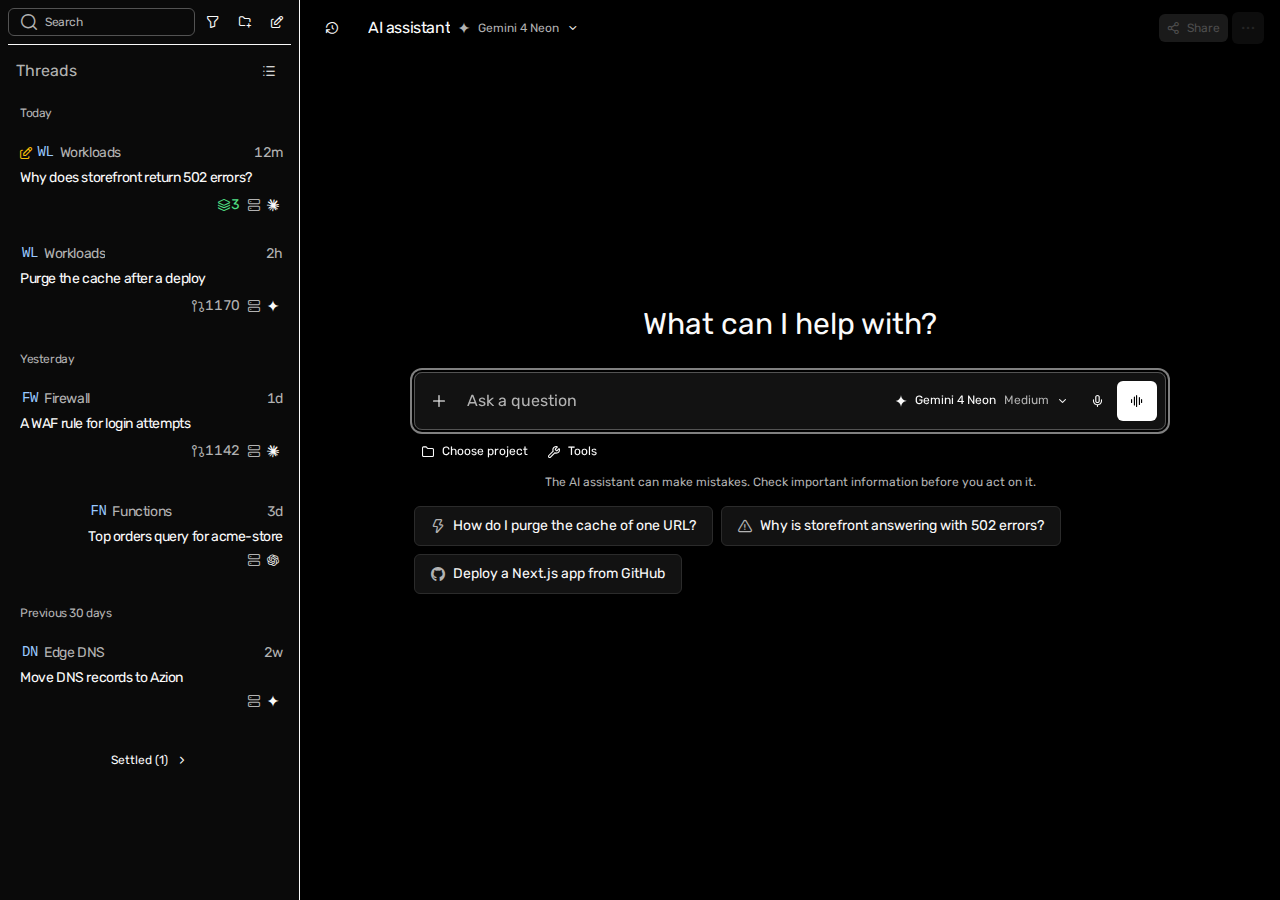 Search
Threads
Today
WL Workloads 12m
Why does storefront return 502 errors?
3
WL Workloads 2h
Purge the cache after a deploy
1170
Yesterday
FW Firewall 1d
A WAF rule for login attempts
1142
FN Functions 3d
Top orders query for acme-store
Previous 30 days
DN Edge DNS 2w
Move DNS records to Azion
Settled (1)
AI assistant Gemini 4 Neon
Share
What can I help with?
Ask a question
Gemini 4 Neon Medium
Choose project Tools
The AI assistant can make mistakes. Check important information before you act on it.
How do I purge the cache of one URL? Why is storefront answering with 502 errors?
Deploy a Next.js app from GitHub